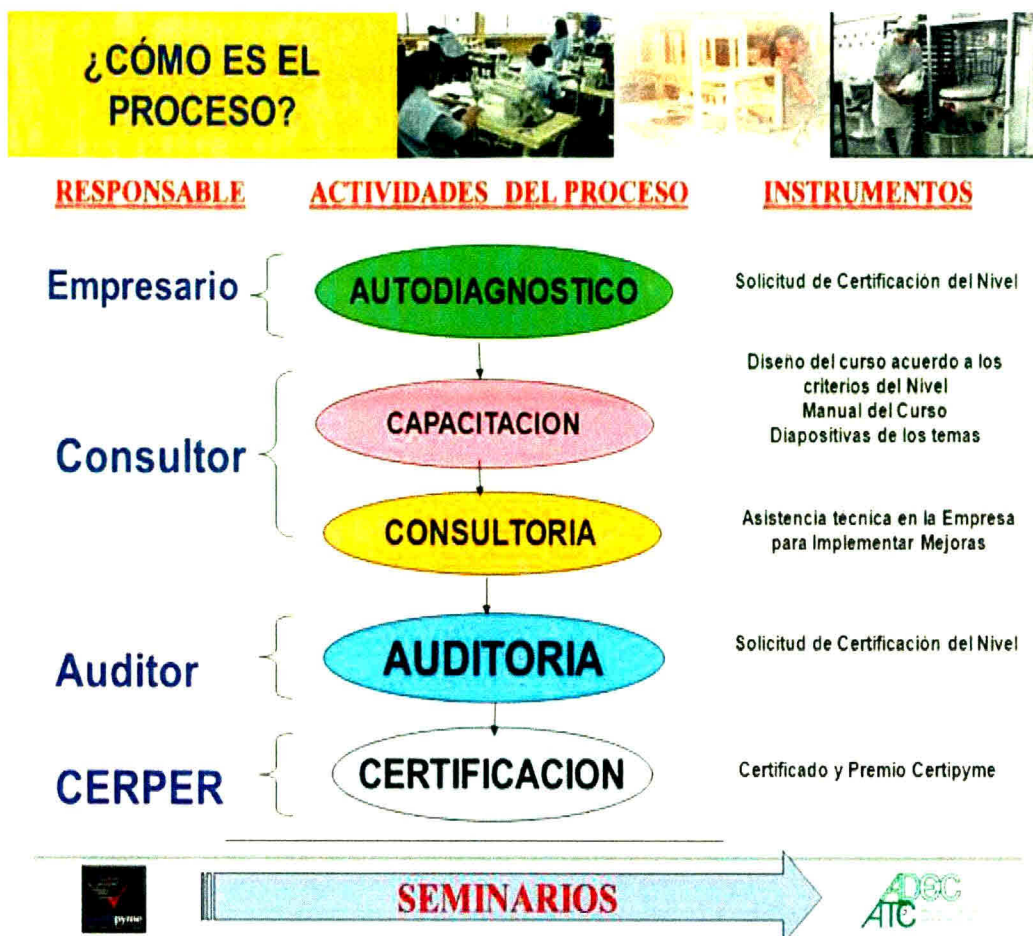 ¿CÓMO ES EL
PROCESO?
RESPONSABLE
ACTIVIDADES DEL PROCESO
INSTRUMENTOS
Empresario
AUTODIAGNOSTICO
Solicitud de Certificación del Nivel
Consultor
CAPACITACION
Diseño del curso acuerdo a los
criterios del Nivel
Manual del Curso
Diapositivas de los temas
CONSULTORIA
Asistencia técnica en la Empresa
para Implementar Mejoras
Auditor
AUDITORIA
Solicitud de Certificación del Nivel
CERPER
CERTIFICACION
Certificado y Premio Certipyme
pyme
SEMINARIOS
ADEC
ATC